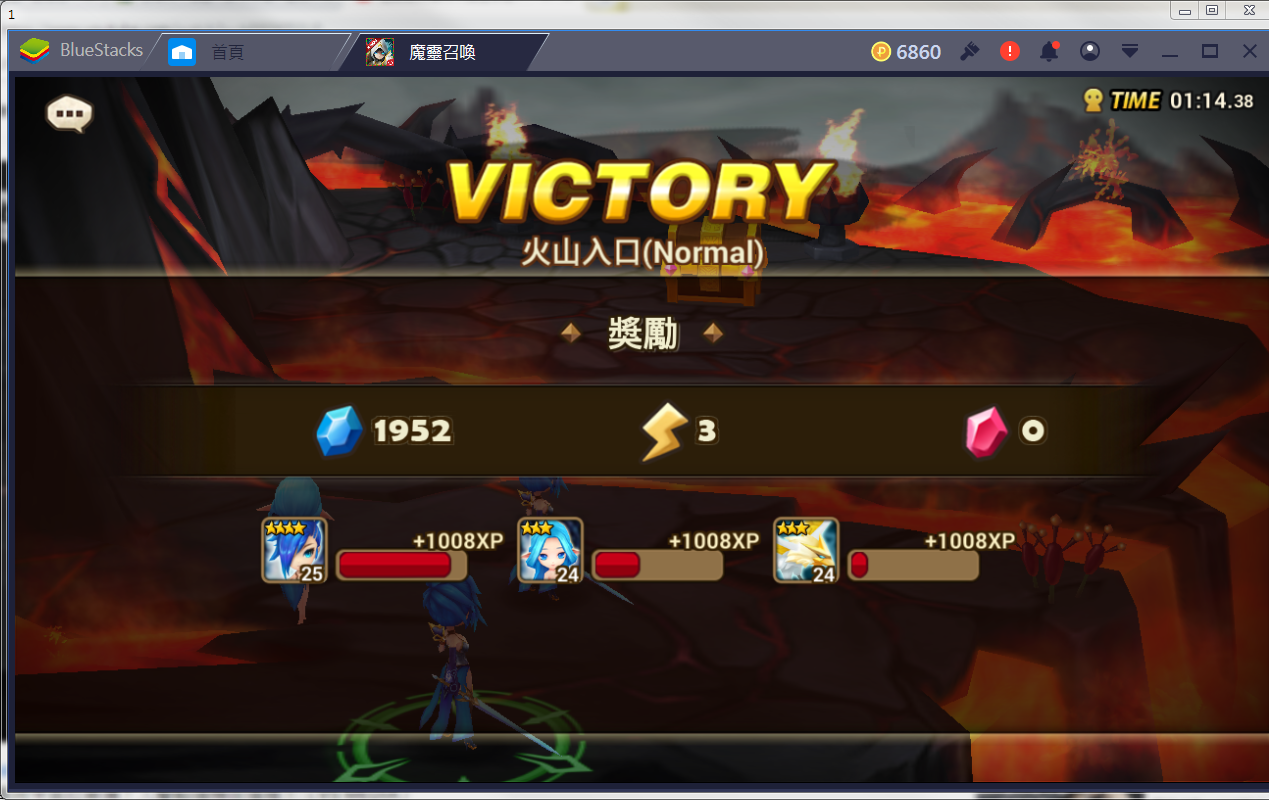 1
BlueStacks
首頁
魔靈召喚
6860
TIME 01:14.38
VICTORY
火山入口(Normal)
獎勵
1952
3
0
+1008XP
25
+1008XP
24
+1008XP
24